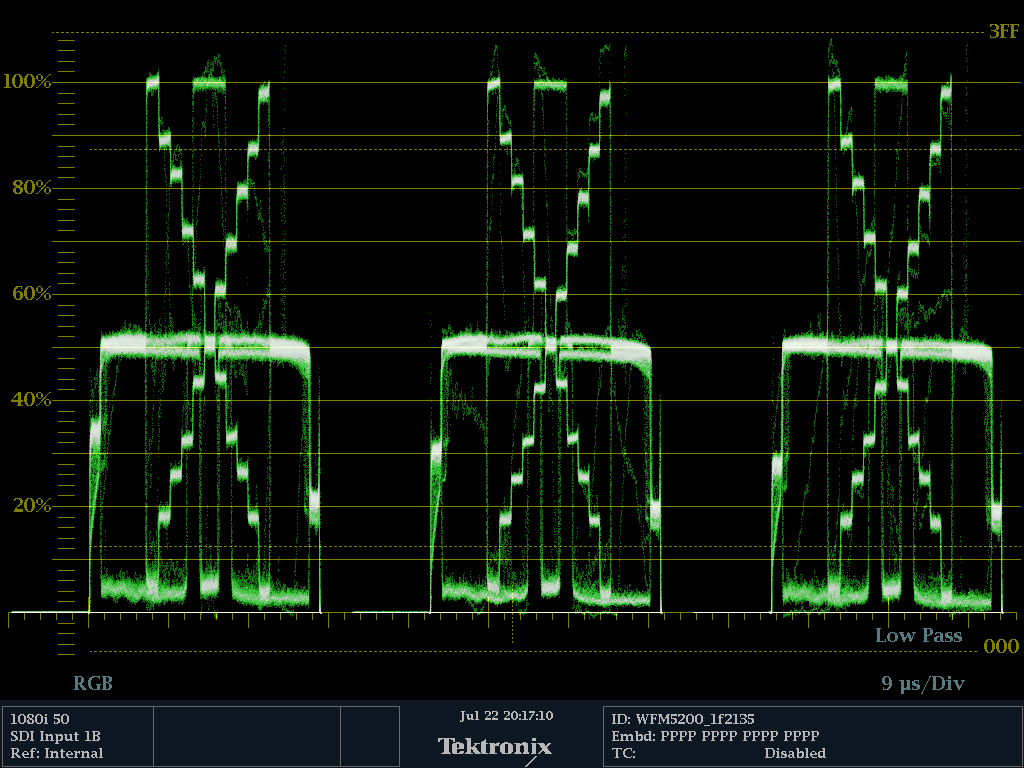 3FF
100%
80%
60%
40%
20%
Low Pass
000
RGB
9 µs/Div
1080i 50
SDI Input 1B
Ref: Internal
Jul 22 20:17:10
Tektronix
ID: WFM5200_1f2135
Embd: PPPP PPPP PPPP PPPP
TC: Disabled